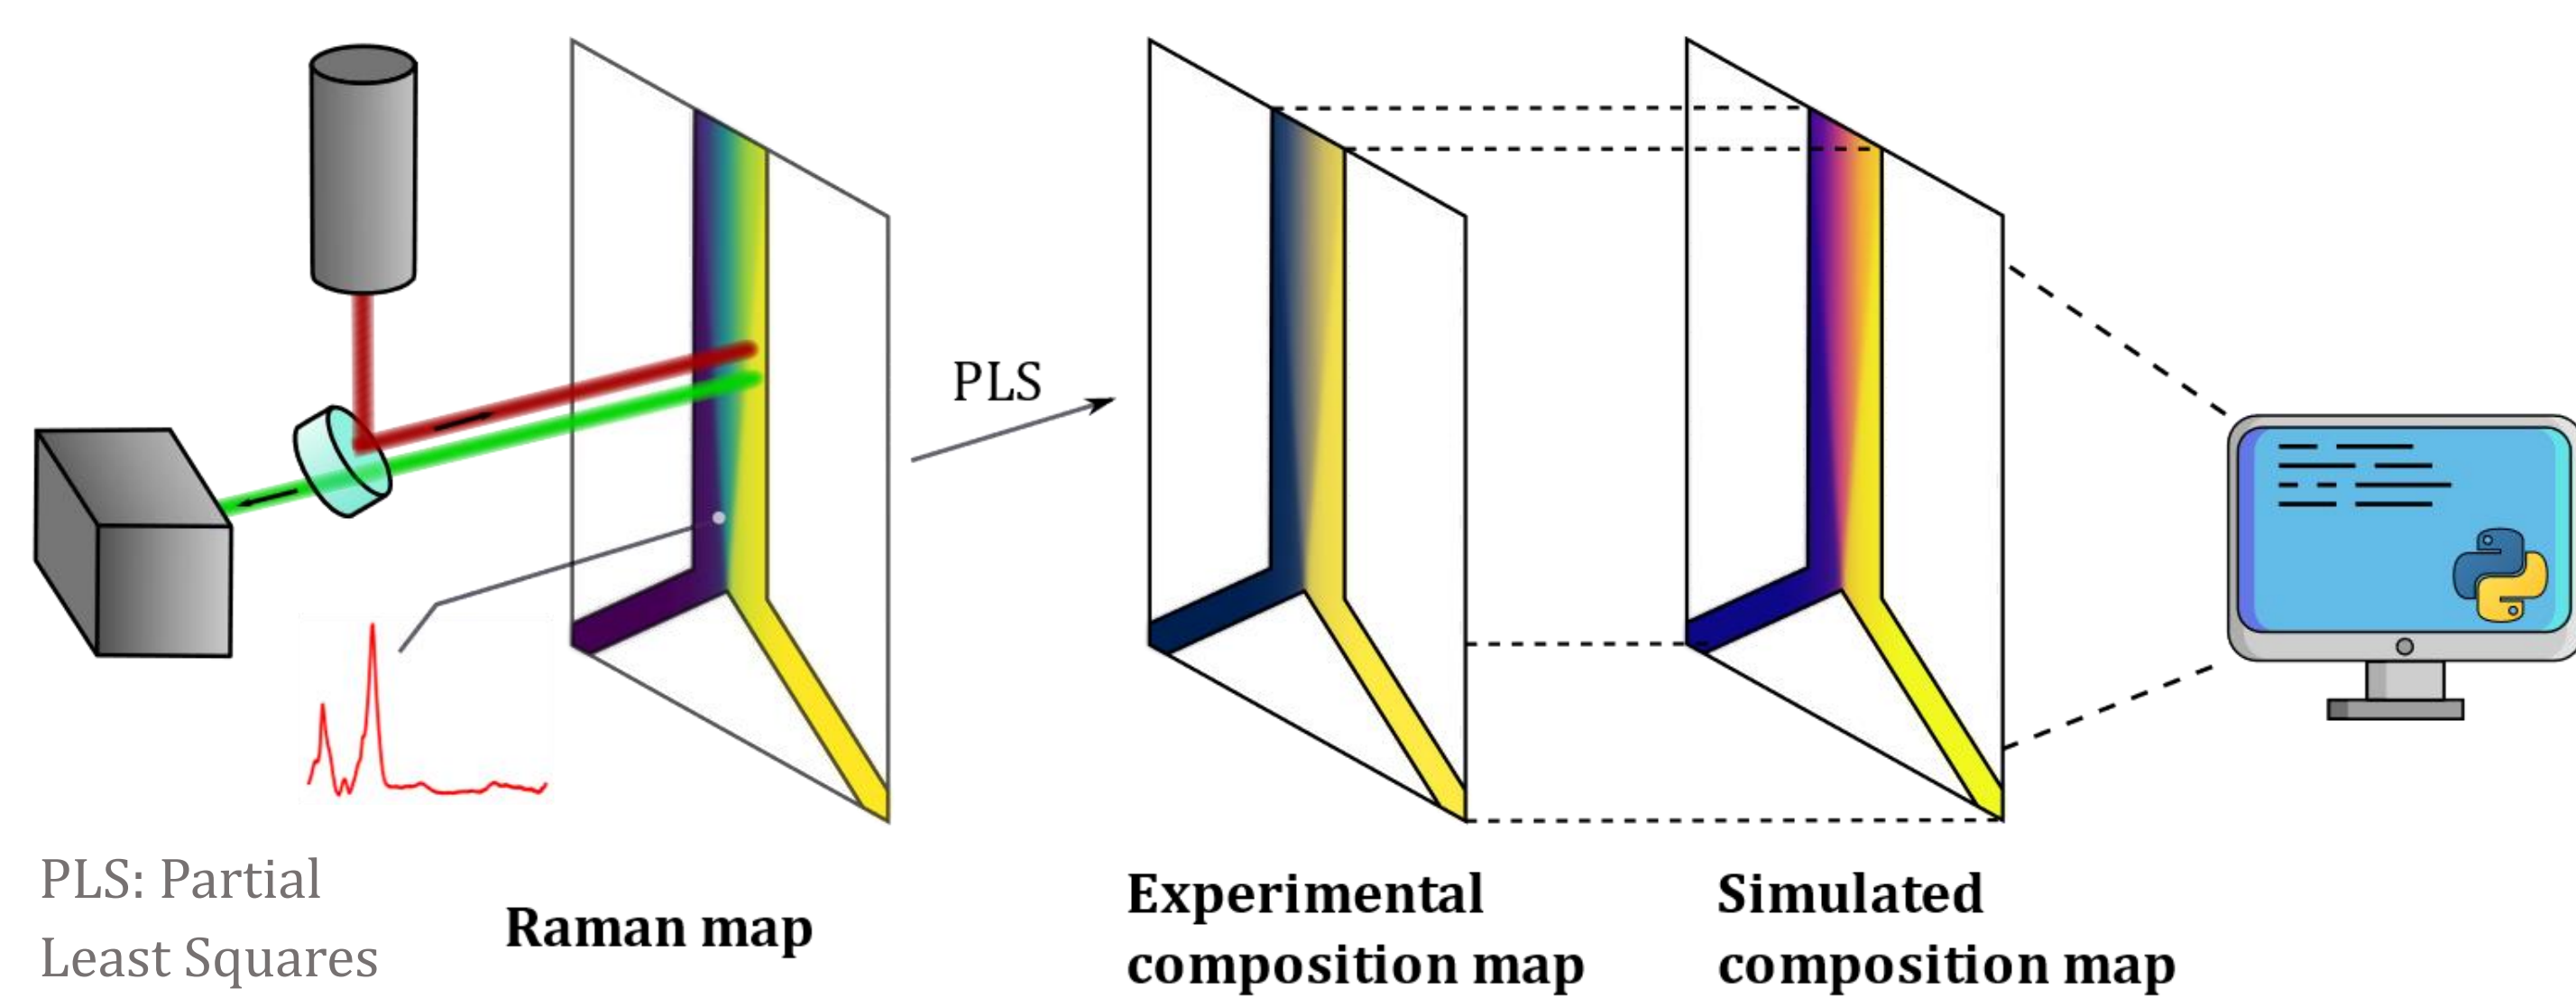 PLS
PLS: Partial
Least Squares
Raman map
Experimental
composition map
Simulated
composition map